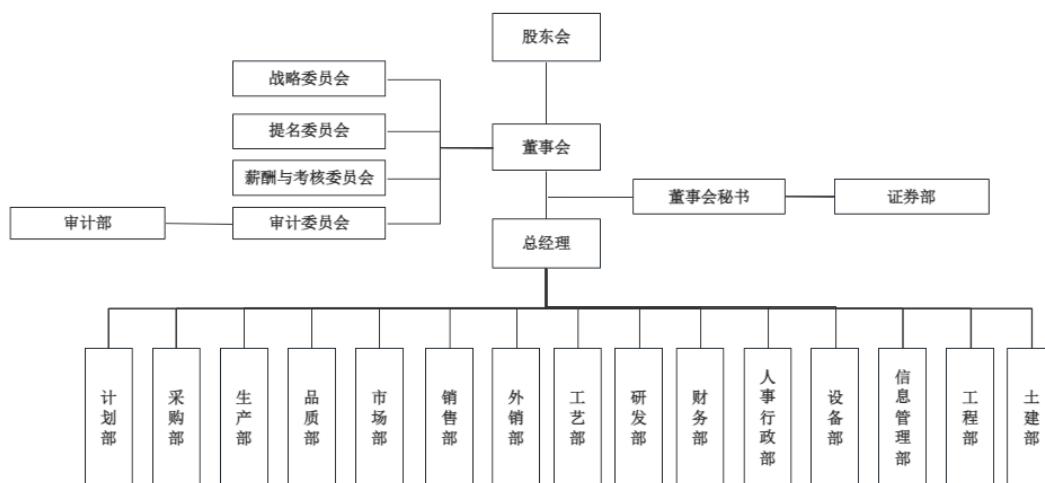 股东会
战略委员会
提名委员会
董事会
薪酬与考核委员会
董事会秘书
证券部
审计部
审计委员会
总经理
计划部
采购部
生产部
品质部
市场部
销售部
外销部
工艺部
研发部
财务部
人事行政部
设备部
信息管理部
工程部
土建部